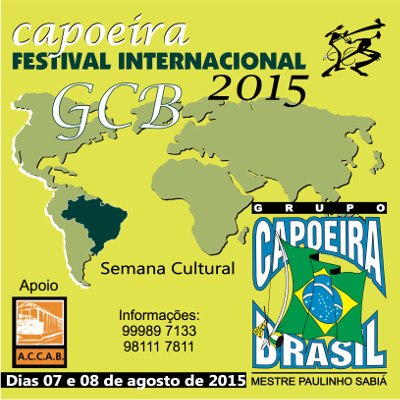 capoeira
FESTIVAL INTERNACIONAL
GCB 2015
Semana Cultural
GRUPO
CAPOEIRA
BRASIL
MESTRE PAULINHO SABIÁ
Apoio
A.C.C.A.B.
Informações:
99989 7133
98111 7811
Dias 07 e 08 de agosto de 2015